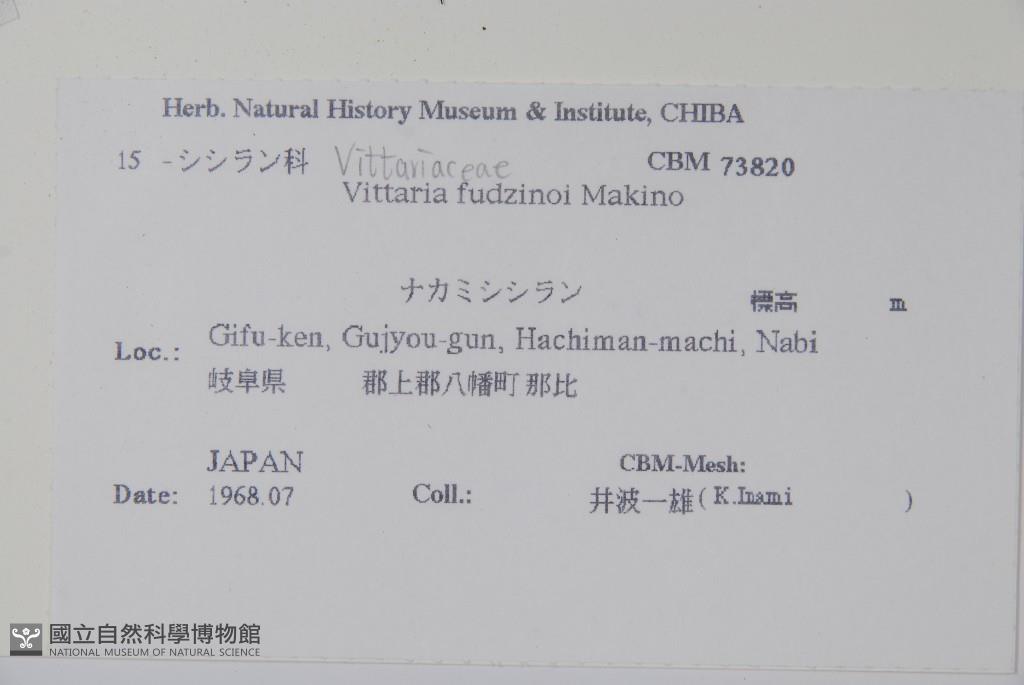 Herb. Natural History Museum & Institute, CHIBA
15 -シシラン科 Vittariaceae CBM 73820
Vittaria fudzinoi Makino
ナカミシシラン 標高 m
Loc.: Gifu-ken, Gujyou-gun, Hachiman-machi, Nabi
岐阜県 郡上郡八幡町 那比
JAPAN CBM-Mesh:
Date: 1968.07 Coll.: 井波一雄( K.Inami )
國立自然科學博物館
NATIONAL MUSEUM OF NATURAL SCIENCE